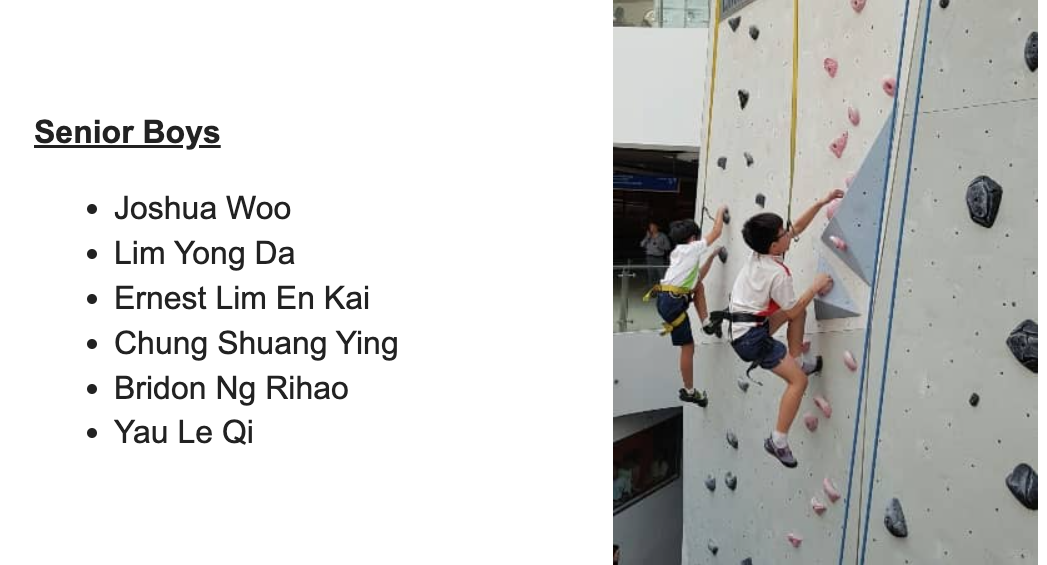 Senior Boys
Joshua Woo
Lim Yong Da
Ernest Lim En Kai
Chung Shuang Ying
Bridon Ng Rihao
Yau Le Qi